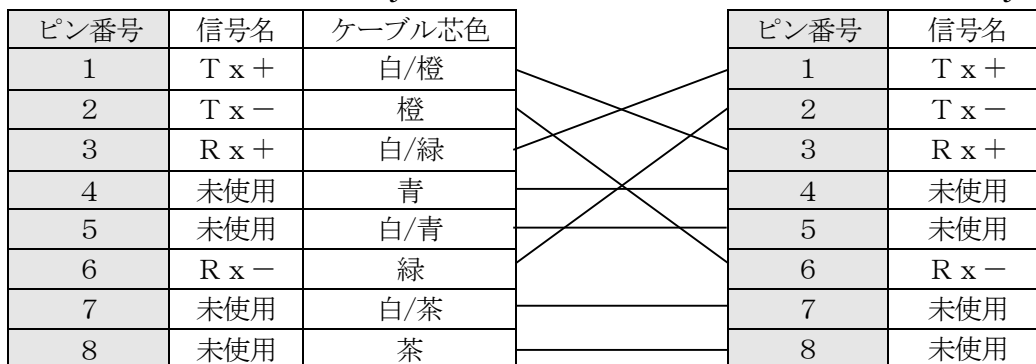 ピン番号 信号名 ケーブル芯色 ピン番号 信号名
1 Tx+ 白/橙 1 Tx+
2 Tx- 橙 2 Tx-
3 Rx+ 白/緑 3 Rx+
4 未使用 青 4 未使用
5 未使用 白/青 5 未使用
6 Rx- 緑 6 Rx-
7 未使用 白/茶 7 未使用
8 未使用 茶 8 未使用